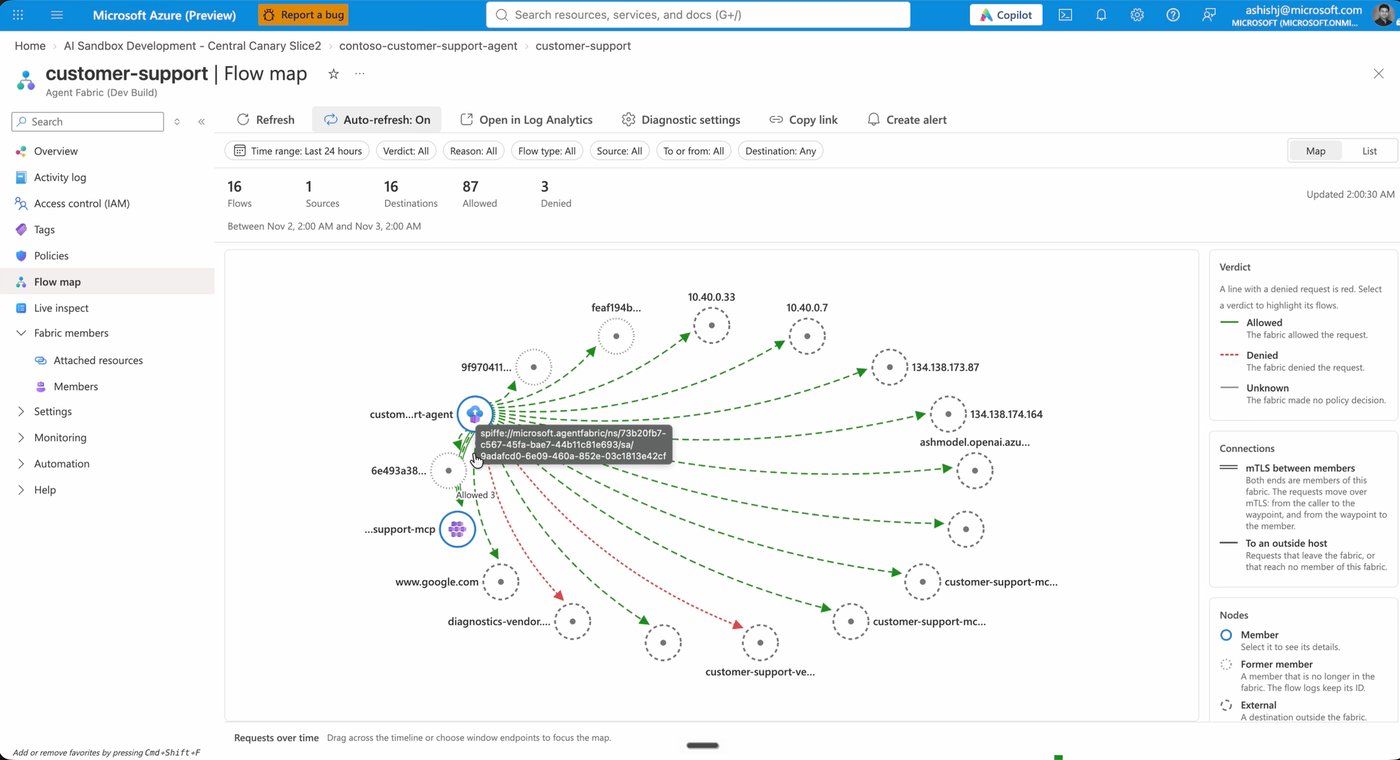 Microsoft Azure (Preview)
Report a bug
Search resources, services, and docs (G+/)
Copilot
ashishj@microsoft.com
MICROSOFT (MICROSOFT.ONMI...
Home > AI Sandbox Development - Central Canary Slice2 > contoso-customer-support-agent > customer-support
customer-support | Flow map
Agent Fabric (Dev Build)
Search
Overview
Activity log
Access control (IAM)
Tags
Policies
Flow map
Live inspect
Fabric members
Attached resources
Members
Settings
Monitoring
Automation
Help
Add or remove favorites by pressing Cmd+Shift+F
Refresh
Auto-refresh: On
Open in Log Analytics
Diagnostic settings
Copy link
Create alert
Time range: Last 24 hours
Verdict: All
Reason: All
Flow type: All
Source: All
To or from: All
Destination: Any
Map
List
16
Flows
1
Sources
16
Destinations
87
Allowed
3
Denied
Updated 2:00:30 AM
Between Nov 2, 2:00 AM and Nov 3, 2:00 AM
10.40.0.33
feaf194b...
10.40.0.7
9f970411...
134.138.173.87
custom...rt-agent
134.138.174.164
spiffe://microsoft.agentfabric/ns/73b20fb7-
c567-45fa-bae7-44b11c81e693/sa/
9adafcd0-6e09-460a-852e-03c1813e42cf
ashmodel.openai.azu...
6e493a38...
Allowed 3
...support-mcp
www.google.com
customer-support-mc...
diagnostics-vendor....
customer-support-mc...
customer-support-ve...
Verdict
A line with a denied request is red. Select
a verdict to highlight its flows.
Allowed
The fabric allowed the request.
Denied
The fabric denied the request.
Unknown
The fabric made no policy decision.
Connections
mTLS between members
Both ends are members of this
fabric. The requests move over
mTLS: from the caller to the
waypoint, and from the waypoint to
the member.
To an outside host
Requests that leave the fabric, or
that reach no member of this fabric.
Nodes
Member
Select it to see its details.
Former member
A member that is no longer in the
fabric. The flow logs keep its ID.
External
A destination outside the fabric.
Requests over time
Drag across the timeline or choose window endpoints to focus the map.